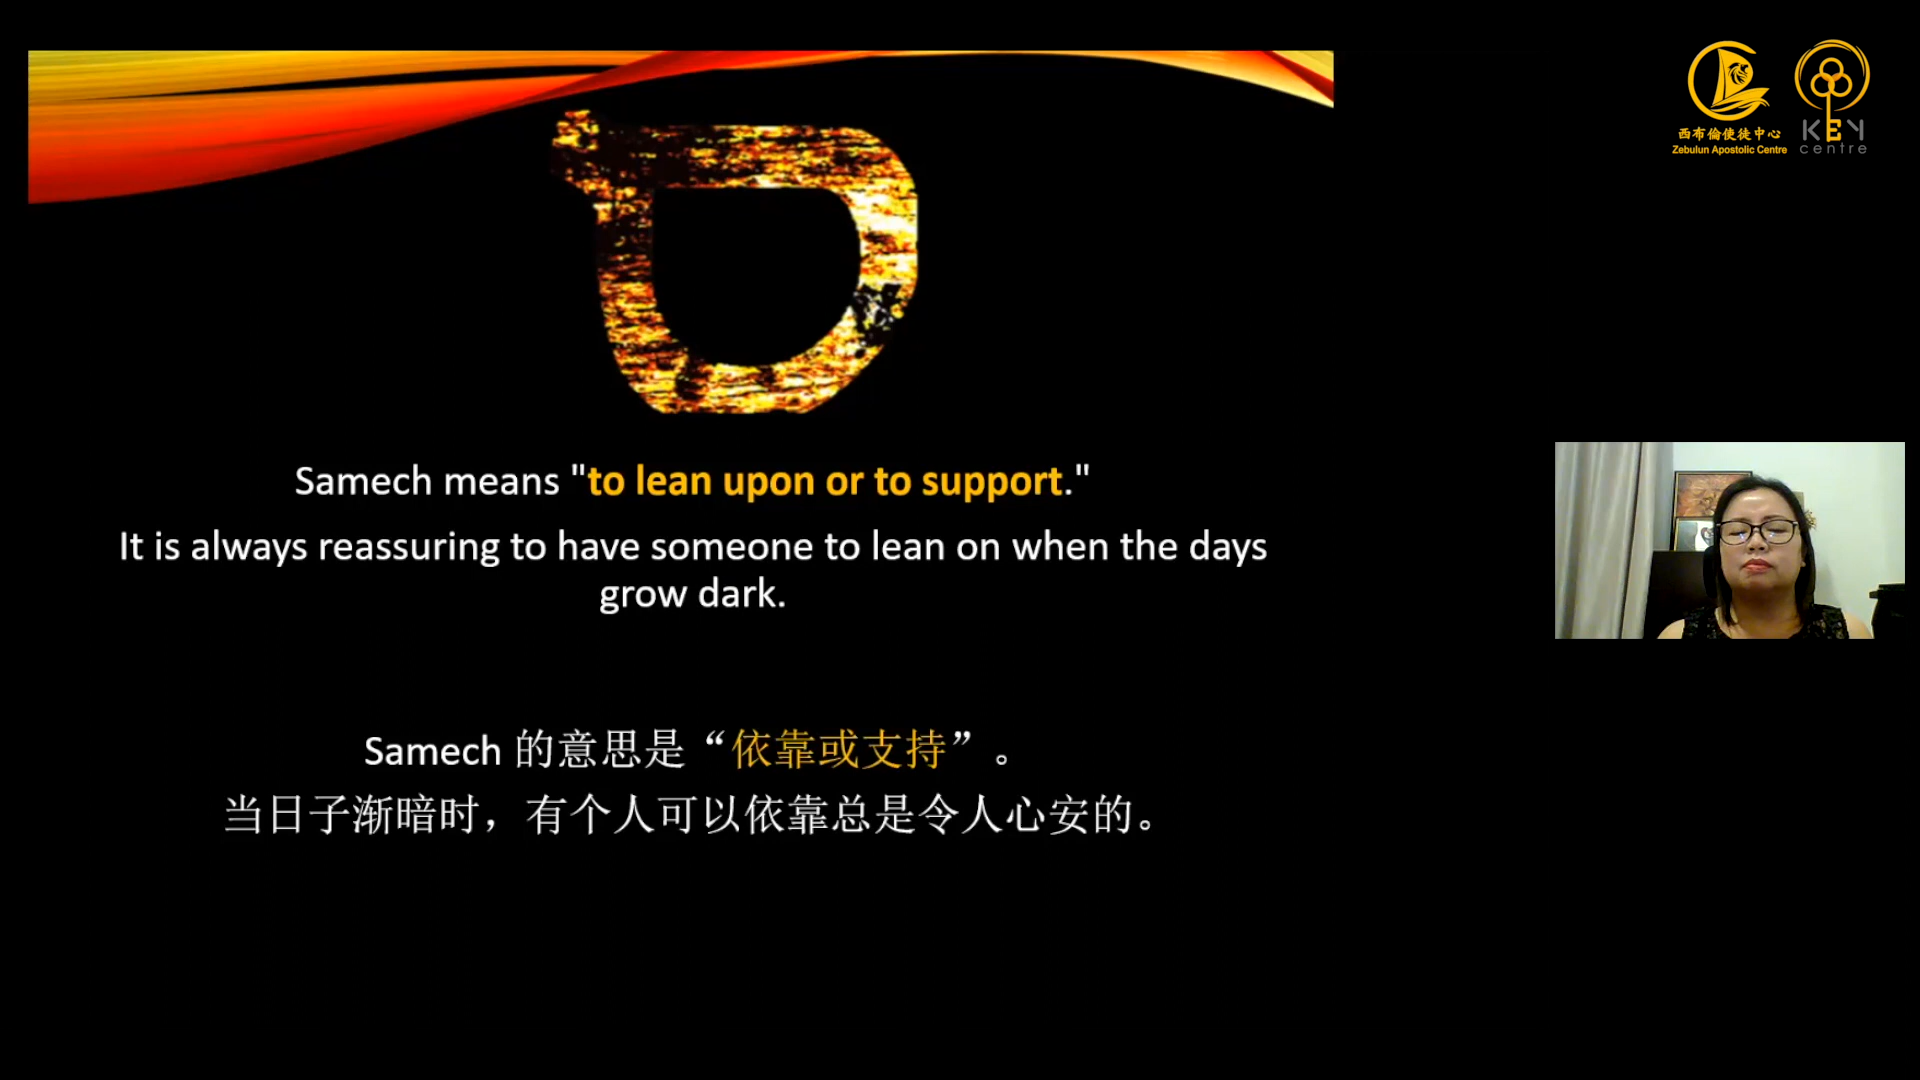 西布倫使徒中心
Zebulun Apostolic Centre
KEY
centre
ס
Samech means "to lean upon or to support."
It is always reassuring to have someone to lean on when the days
grow dark.
Samech 的意思是“依靠或支持”。
当日子渐暗时，有个人可以依靠总是令人心安的。